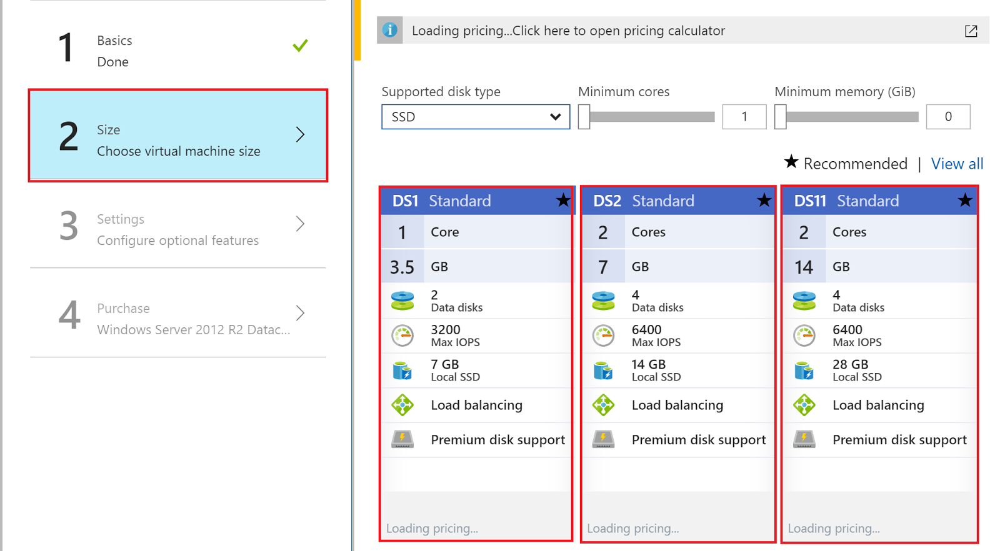 1
Basics
Done
2
Size
Choose virtual machine size
3
Settings
Configure optional features
4
Purchase
Windows Server 2012 R2 Datac...
Loading pricing...Click here to open pricing calculator
Supported disk type
SSD
Minimum cores
1
Minimum memory (GiB)
0
★ Recommended | View all
DS1 Standard ★
1 Core
3.5 GB
2
Data disks
3200
Max IOPS
7 GB
Local SSD
Load balancing
Premium disk support
Loading pricing...
DS2 Standard ★
2 Cores
7 GB
4
Data disks
6400
Max IOPS
14 GB
Local SSD
Load balancing
Premium disk support
Loading pricing...
DS11 Standard ★
2 Cores
14 GB
4
Data disks
6400
Max IOPS
28 GB
Local SSD
Load balancing
Premium disk support
Loading pricing...